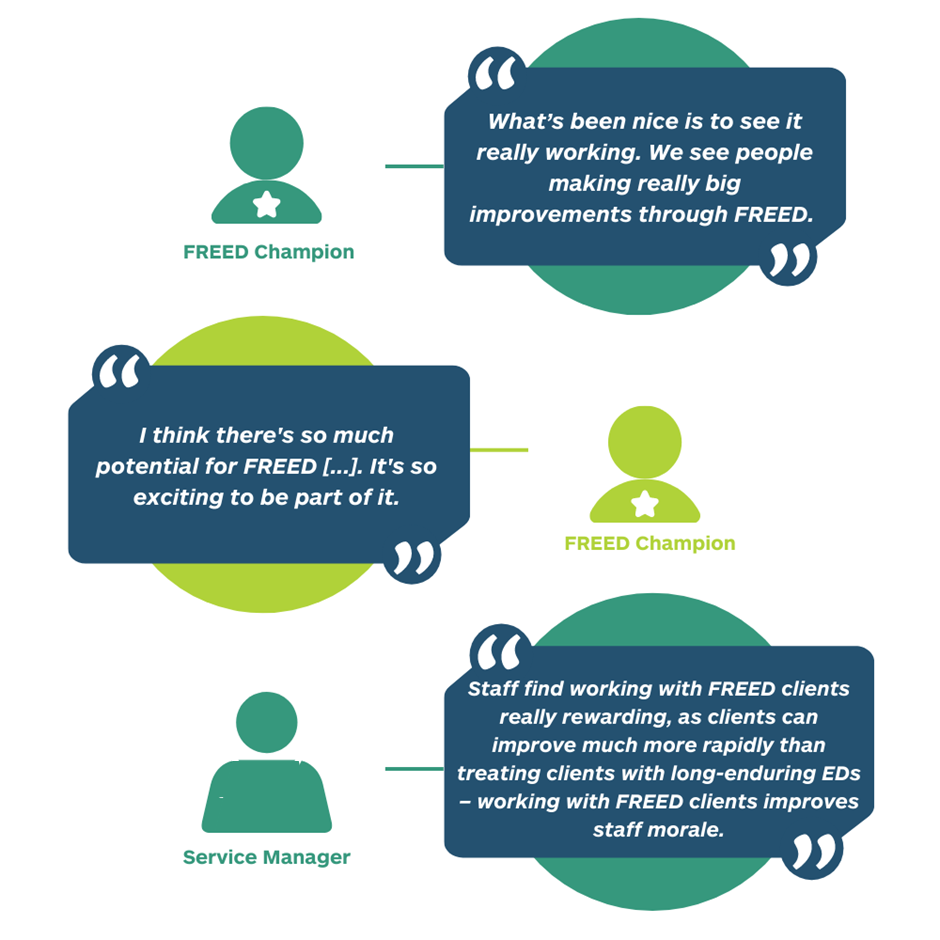 “
What’s been nice is to see it
really working. We see people
making really big
improvements through FREED.
”
FREED Champion
“
I think there's so much
potential for FREED [...]. It's so
exciting to be part of it.
”
FREED Champion
“
Staff find working with FREED clients
really rewarding, as clients can
improve much more rapidly than
treating clients with long-enduring EDs
– working with FREED clients improves
staff morale.
”
Service Manager